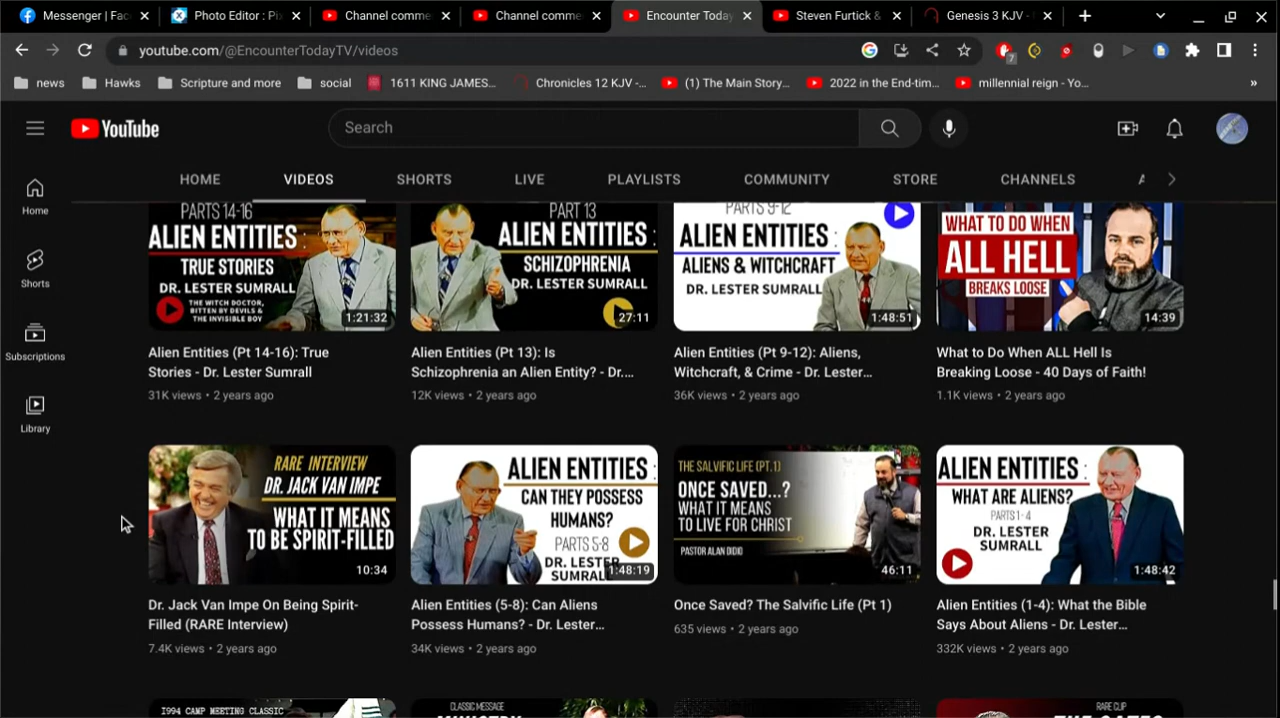 Messenger | Fac
Photo Editor : Pix
Channel comme
Channel comme
Encounter Today
Steven Furtick &
Genesis 3 KJV -
youtube.com/@EncounterTodayTV/videos
7
news
Hawks
Scripture and more
social
1611 KING JAMES...
Chronicles 12 KJV -...
(1) The Main Story...
2022 in the End-tim...
millennial reign - Yo...
»
YouTube
Search
HOME
VIDEOS
SHORTS
LIVE
PLAYLISTS
COMMUNITY
STORE
CHANNELS
Home
Shorts
Subscriptions
Library
PARTS 14-16
ALIEN ENTITIES :
TRUE STORIES
DR. LESTER SUMRALL
THE WITCH DOCTOR,
BITTEN BY DEVILS &
THE INVISIBLE BOY
1:21:32
PART 13
ALIEN ENTITIES :
SCHIZOPHRENIA
DR. LESTER SUMRALL
27:11
PARTS 9-12
ALIEN ENTITIES :
ALIENS & WITCHCRAFT
DR. LESTER SUMRALL
1:48:51
WHAT TO DO WHEN
ALL HELL
BREAKS LOOSE
14:39
Alien Entities (Pt 14-16): True
Stories - Dr. Lester Sumrall
31K views • 2 years ago
Alien Entities (Pt 13): Is
Schizophrenia an Alien Entity? - Dr....
12K views • 2 years ago
Alien Entities (Pt 9-12): Aliens,
Witchcraft, & Crime - Dr. Lester...
36K views • 2 years ago
What to Do When ALL Hell Is
Breaking Loose - 40 Days of Faith!
1.1K views • 2 years ago
RARE INTERVIEW
DR. JACK VAN IMPE
WHAT IT MEANS
TO BE SPIRIT-FILLED
10:34
ALIEN ENTITIES :
CAN THEY POSSESS
HUMANS?
PARTS 5-8
DR. LESTER
SUMRALL
1:48:19
THE SALVIFIC LIFE (PT.1)
ONCE SAVED...?
WHAT IT MEANS
TO LIVE FOR CHRIST
PASTOR ALAN DIDIO
46:11
ALIEN ENTITIES :
WHAT ARE ALIENS?
PARTS 1-4
DR. LESTER
SUMRALL
1:48:42
Dr. Jack Van Impe On Being Spirit-
Filled (RARE Interview)
7.4K views • 2 years ago
Alien Entities (5-8): Can Aliens
Possess Humans? - Dr. Lester...
34K views • 2 years ago
Once Saved? The Salvific Life (Pt 1)
635 views • 2 years ago
Alien Entities (1-4): What the Bible
Says About Aliens - Dr. Lester...
332K views • 2 years ago
1994 CAMP MEETING CLASSIC
CLASSIC MESSAGE
RARE CLIP